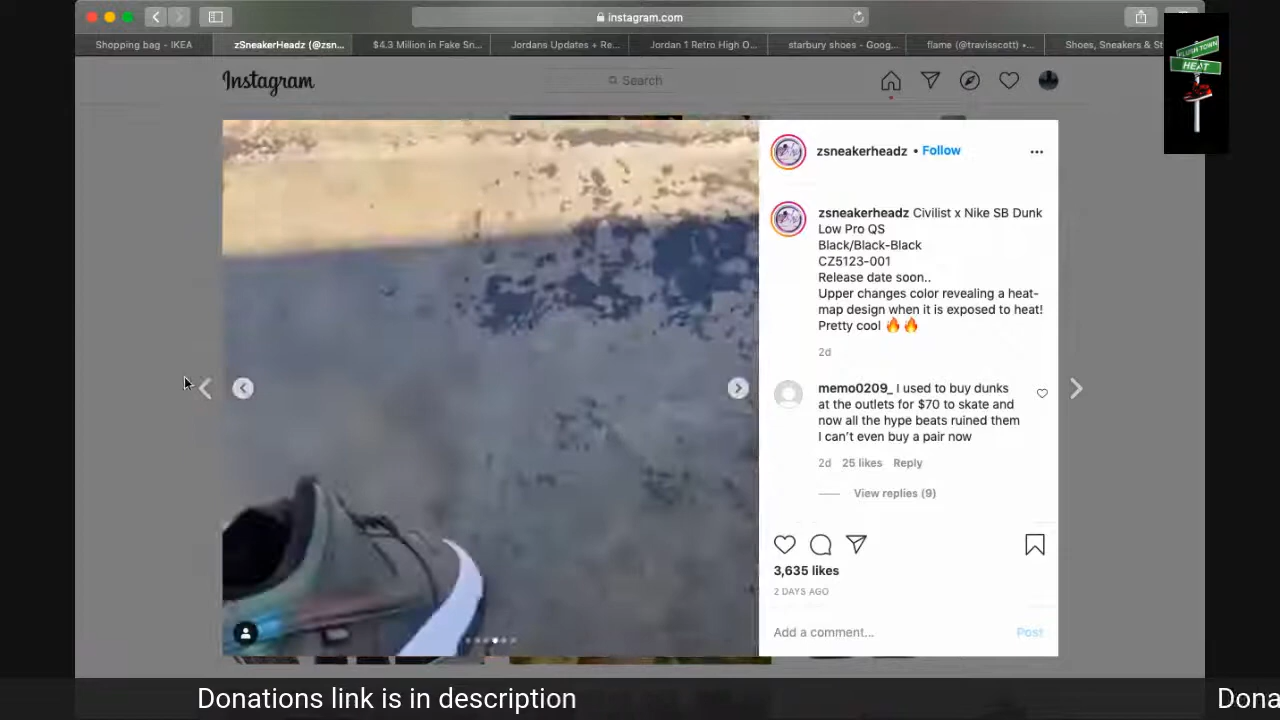 instagram.com
Shopping bag - IKEA
zSneakerHeadz (@zsn...
$4.3 Million in Fake Sn...
Jordans Updates + Re...
Jordan 1 Retro High O...
starbury shoes - Goog...
flame (@travisscott) •...
Shoes, Sneakers & St
FLUSH TOWN
HEAT
Instagram
Search
zsneakerheadz • Follow
zsneakerheadz Civilist x Nike SB Dunk
Low Pro QS
Black/Black-Black
CZ5123-001
Release date soon..
Upper changes color revealing a heat-
map design when it is exposed to heat!
Pretty cool 🔥🔥
2d
memo0209_ I used to buy dunks
at the outlets for $70 to skate and
now all the hype beats ruined them
I can’t even buy a pair now
2d 25 likes Reply
View replies (9)
3,635 likes
2 DAYS AGO
Add a comment... Post
Donations link is in description
Dona